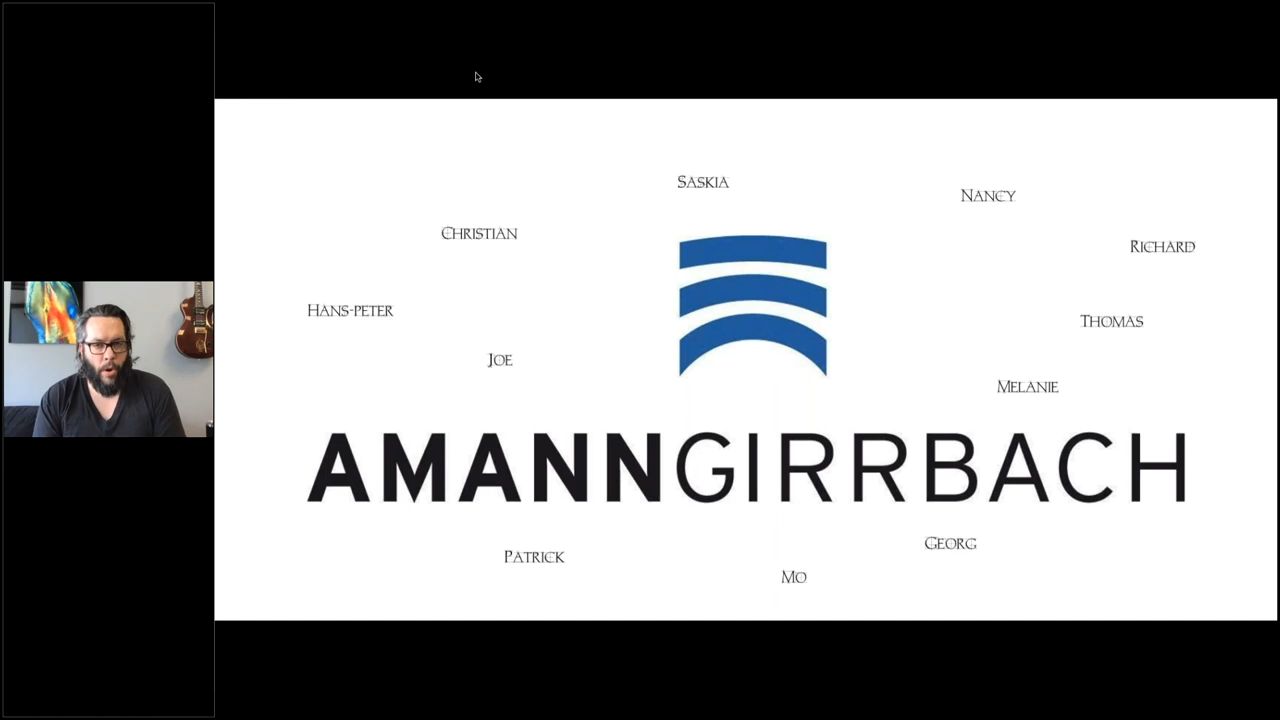 SASKIA
NANCY
CHRISTIAN
RICHARD
HANS-PETER
THOMAS
JOE
MELANIE
AMANNGIRRBACH
GEORG
PATRICK
MO